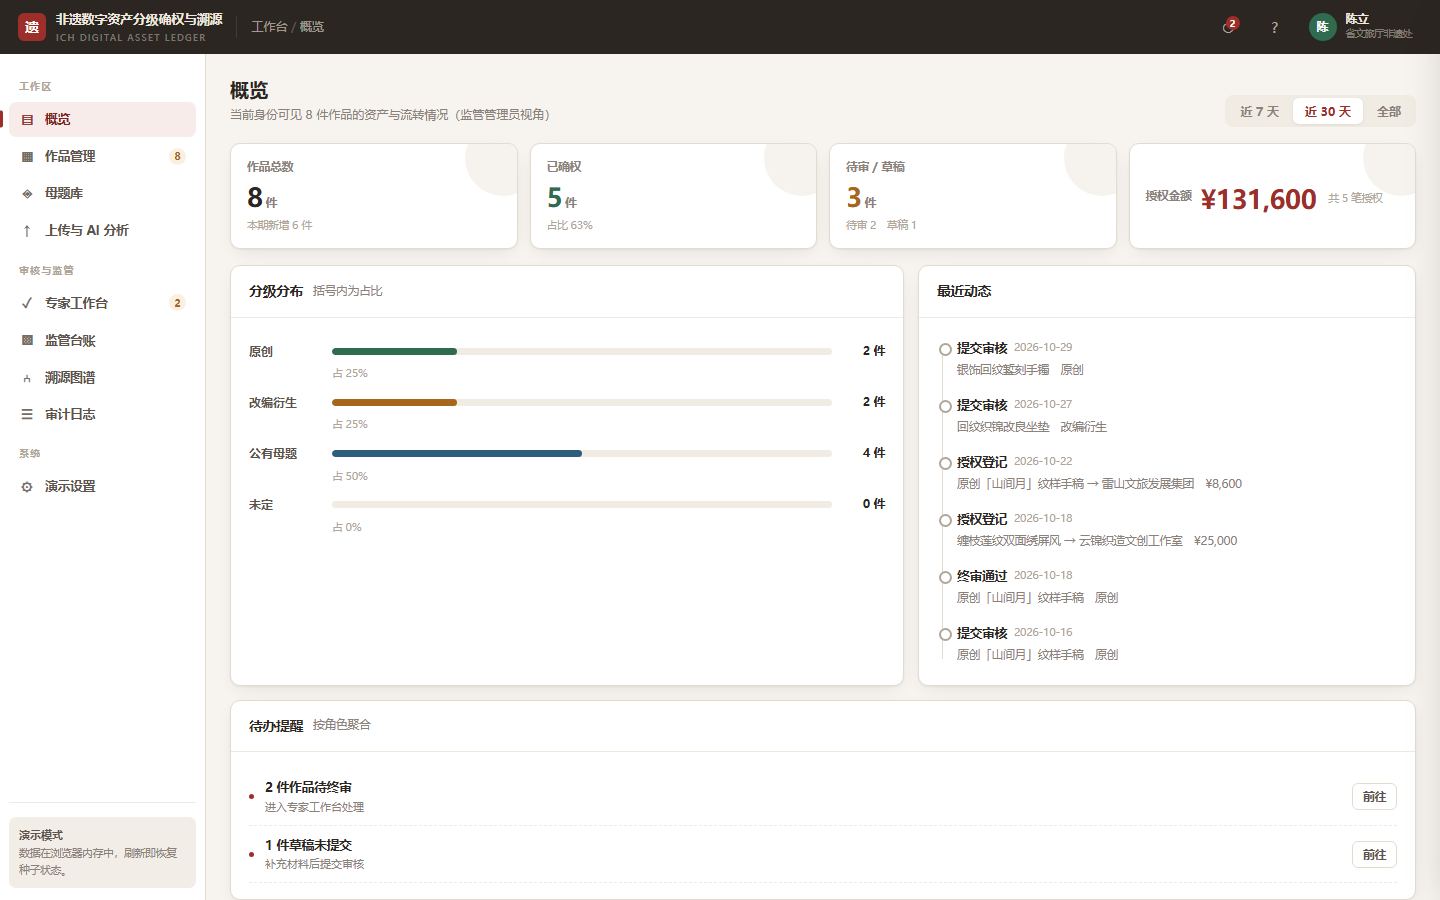 遗
非遗数字资产分级确权与溯源
ICH DIGITAL ASSET LEDGER
工作台 / 概览
2
?
陈
陈立
省文旅厅非遗处
工作区
概览
作品管理 8
母题库
上传与 AI 分析
审核与监管
专家工作台 2
监管台账
溯源图谱
审计日志
系统
演示设置
演示模式
数据在浏览器内存中，刷新即恢复
种子状态。
概览
当前身份可见 8 件作品的资产与流转情况（监管管理员视角）
近 7 天 近 30 天 全部
作品总数
8 件
本期新增 6 件
已确权
5 件
占比 63%
待审 / 草稿
3 件
待审 2 草稿 1
授权金额 ¥131,600 共 5 笔授权
分级分布 括号内为占比
原创 2 件
占 25%
改编衍生 2 件
占 25%
公有母题 4 件
占 50%
未定 0 件
占 0%
最近动态
提交审核 2026-10-29
银饰回纹錾刻手镯 原创
提交审核 2026-10-27
回纹织锦改良坐垫 改编衍生
授权登记 2026-10-22
原创「山间月」纹样手稿 → 雷山文旅发展集团 ¥8,600
授权登记 2026-10-18
缠枝莲纹双面绣屏风 → 云锦织造文创工作室 ¥25,000
终审通过 2026-10-18
原创「山间月」纹样手稿 原创
提交审核 2026-10-16
原创「山间月」纹样手稿 原创
待办提醒 按角色聚合
2 件作品待终审
进入专家工作台处理
前往
1 件草稿未提交
补充材料后提交审核
前往